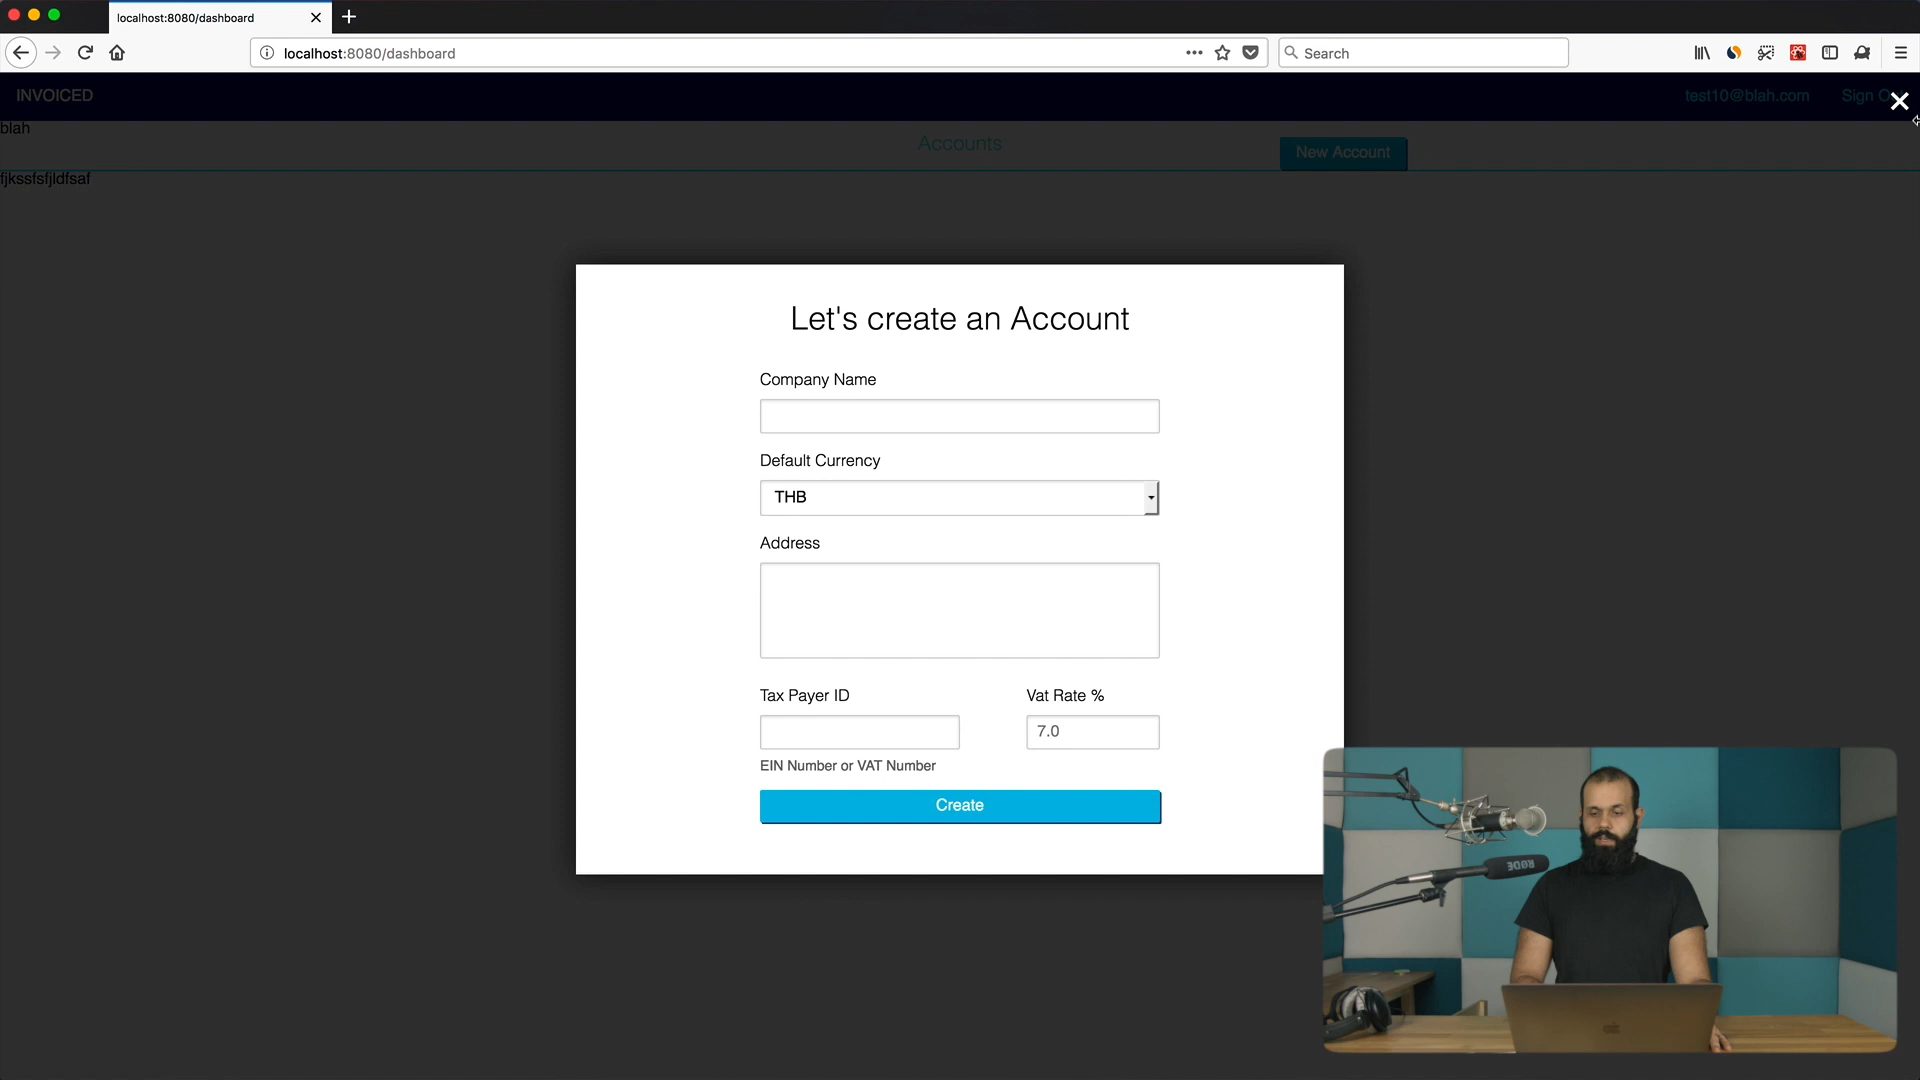 localhost:8080/dashboard
localhost:8080/dashboard
Search
INVOICED
test10@blah.com
Sign
blah
Accounts
New Account
fjkssfsfjldfsaf
Let's create an Account
Company Name
Default Currency
THB
Address
Tax Payer ID
Vat Rate %
7.0
EIN Number or VAT Number
Create
RØDE